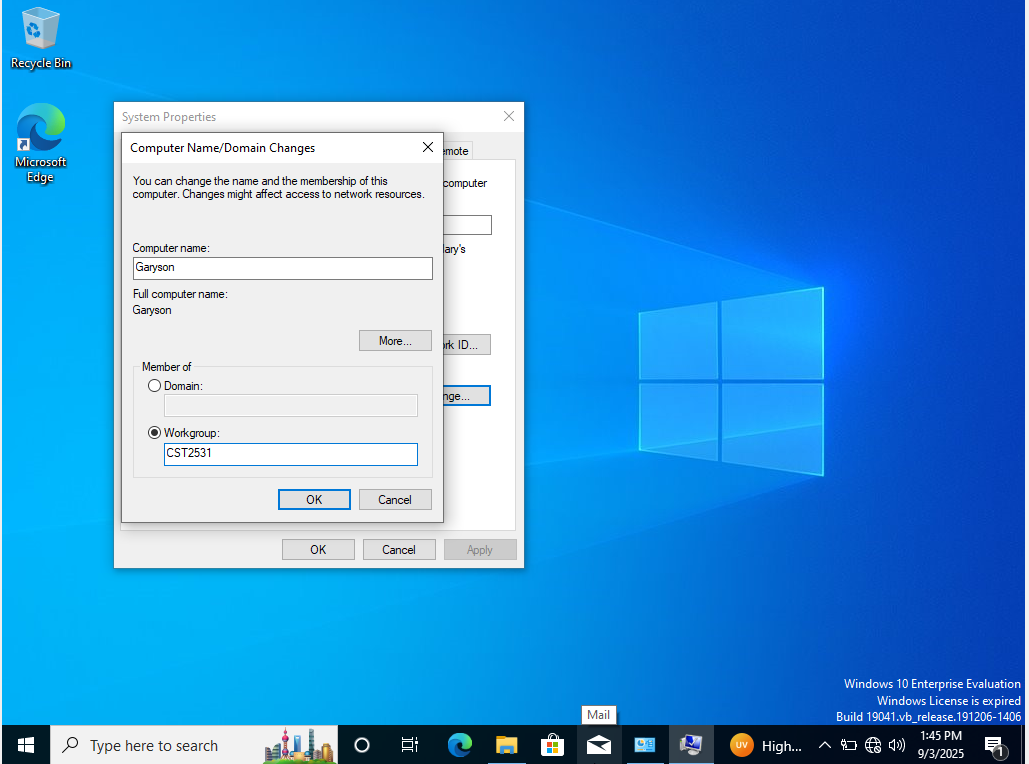 Recycle Bin
Microsoft
Edge
System Properties
Computer Name/Domain Changes
You can change the name and the membership of this
computer. Changes might affect access to network resources.
Computer name:
Garyson
Full computer name:
Garyson
More...
Member of
Domain:
Workgroup:
CST2531
OK
Cancel
emote
computer
ary's
rk ID...
nge...
OK
Cancel
Apply
Windows 10 Enterprise Evaluation
Windows License is expired
Build 19041.vb_release.191206-1406
Mail
Type here to search
UV
High...
1:45 PM
9/3/2025
1